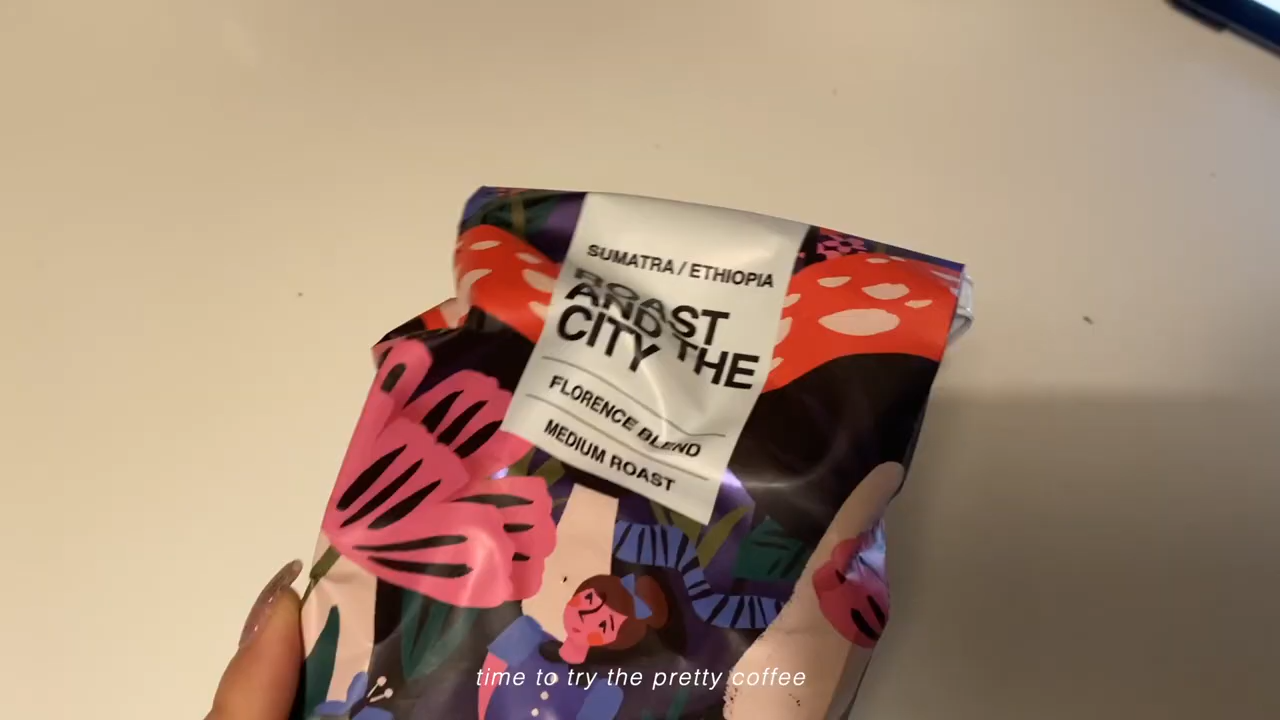 SUMATRA / ETHIOPIA
ROAST
AND THE
CITY
FLORENCE BLEND
MEDIUM ROAST
time to try the pretty coffee